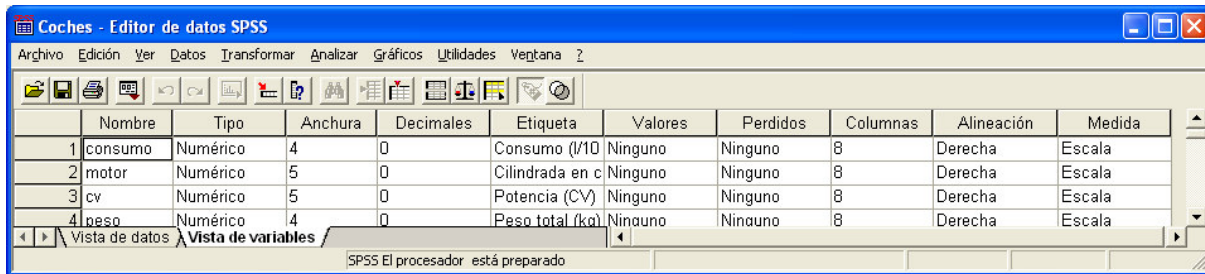 Coches - Editor de datos SPSS
Archivo Edición Ver Datos Transformar Analizar Gráficos Utilidades Ventana ?
Nombre Tipo Anchura Decimales Etiqueta Valores Perdidos Columnas Alineación Medida
1 consumo Numérico 4 0 Consumo (l/10 Ninguno Ninguno 8 Derecha Escala
2 motor Numérico 5 0 Cilindrada en c Ninguno Ninguno 8 Derecha Escala
3 cv Numérico 5 0 Potencia (CV) Ninguno Ninguno 8 Derecha Escala
4 peso Numérico 4 0 Peso total (kg) Ninguno Ninguno 8 Derecha Escala
Vista de datos Vista de variables
SPSS El procesador está preparado